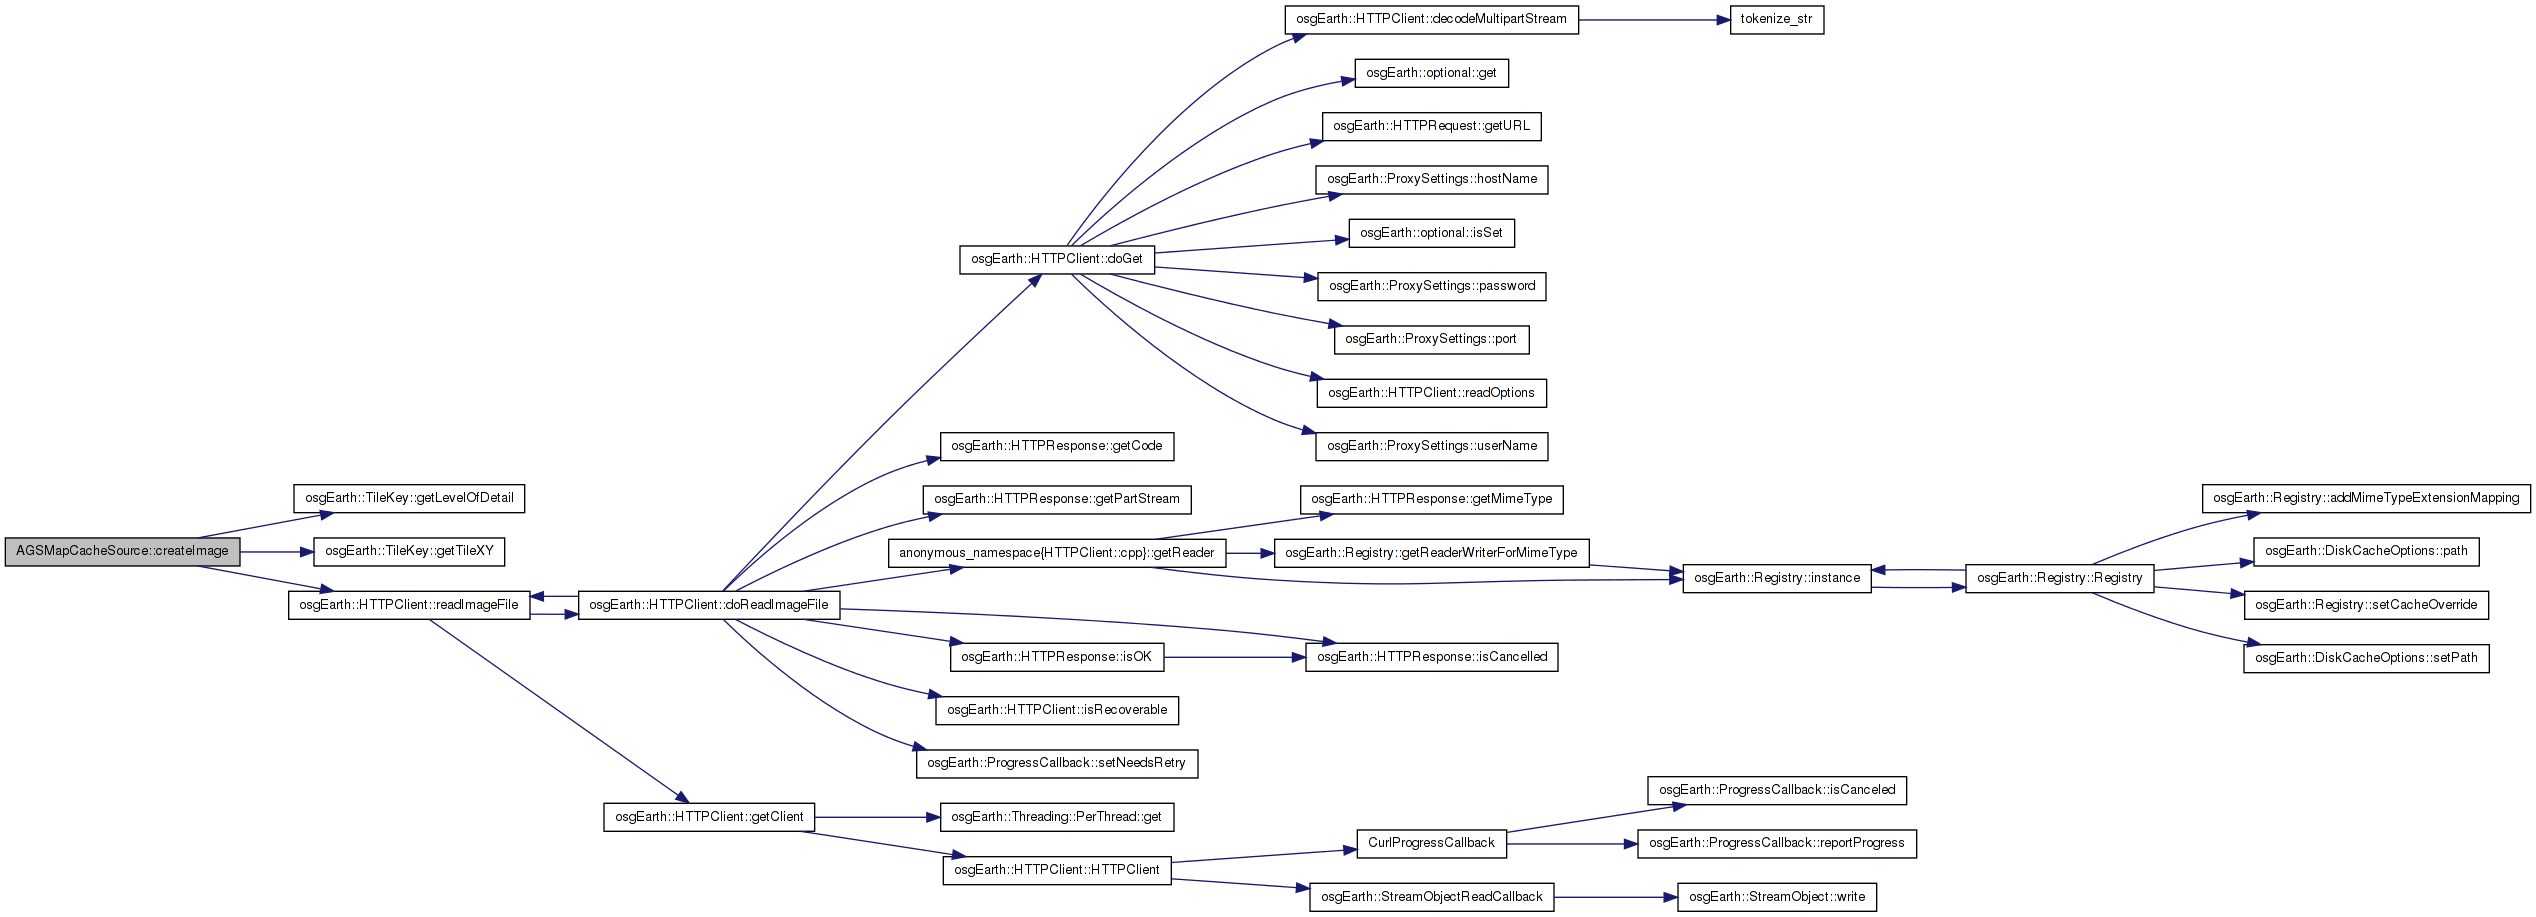 osgEarth::HTTPClient::decodeMultipartStream
tokenize_str
osgEarth::optional::get
osgEarth::HTTPRequest::getURL
osgEarth::ProxySettings::hostName
osgEarth::optional::isSet
osgEarth::HTTPClient::doGet
osgEarth::ProxySettings::password
osgEarth::ProxySettings::port
osgEarth::HTTPClient::readOptions
osgEarth::HTTPResponse::getCode
osgEarth::ProxySettings::userName
osgEarth::TileKey::getLevelOfDetail
osgEarth::HTTPResponse::getPartStream
osgEarth::HTTPResponse::getMimeType
osgEarth::Registry::addMimeTypeExtensionMapping
AGSMapCacheSource::createImage
osgEarth::TileKey::getTileXY
anonymous_namespace{HTTPClient::cpp}::getReader
osgEarth::Registry::getReaderWriterForMimeType
osgEarth::DiskCacheOptions::path
osgEarth::Registry::instance
osgEarth::Registry::Registry
osgEarth::HTTPClient::readImageFile
osgEarth::HTTPClient::doReadImageFile
osgEarth::Registry::setCacheOverride
osgEarth::HTTPResponse::isOK
osgEarth::HTTPResponse::isCancelled
osgEarth::DiskCacheOptions::setPath
osgEarth::HTTPClient::isRecoverable
osgEarth::ProgressCallback::setNeedsRetry
osgEarth::ProgressCallback::isCanceled
osgEarth::HTTPClient::getClient
osgEarth::Threading::PerThread::get
CurlProgressCallback
osgEarth::ProgressCallback::reportProgress
osgEarth::HTTPClient::HTTPClient
osgEarth::StreamObjectReadCallback
osgEarth::StreamObject::write